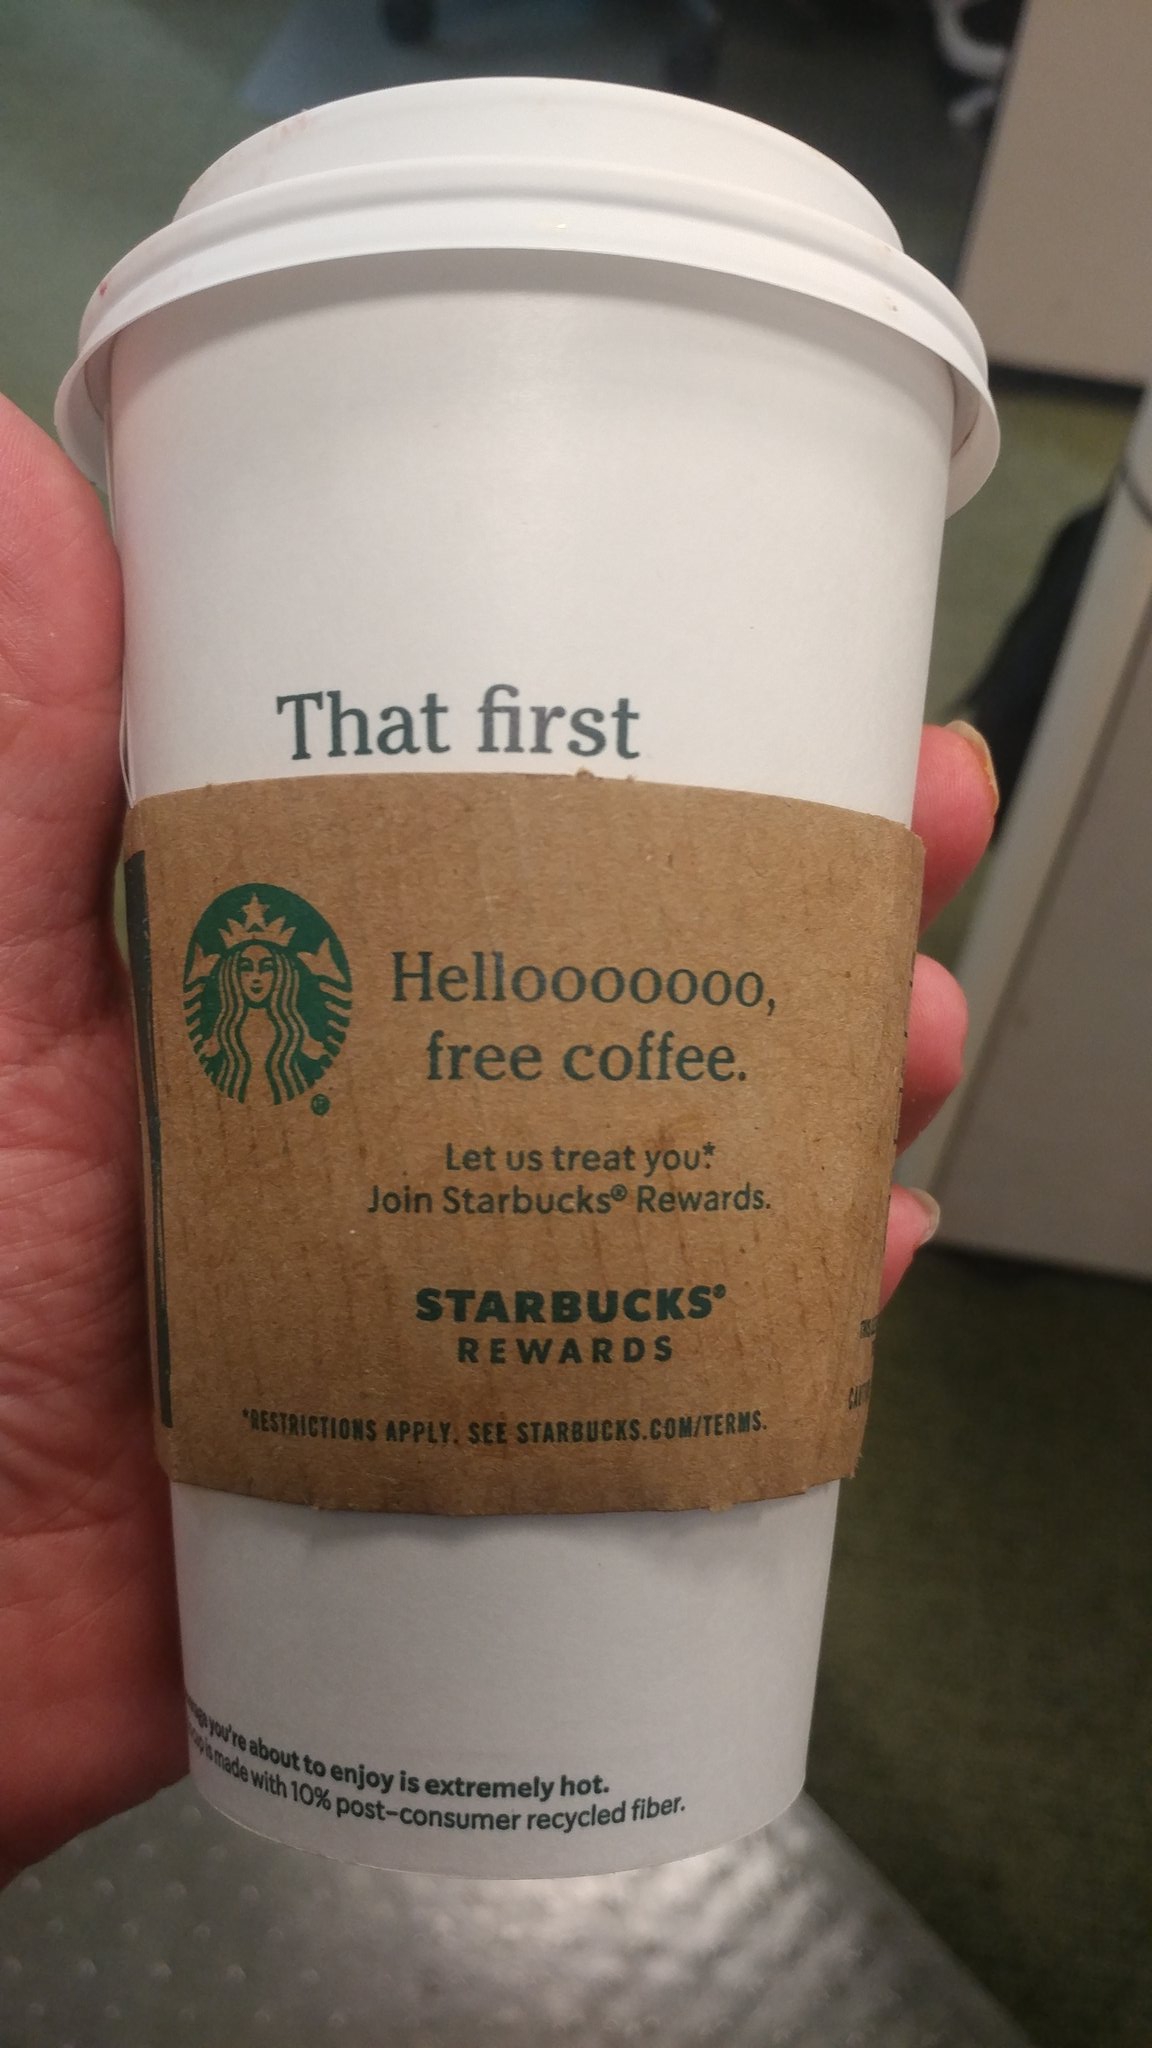 That first
Hellooooooo,
free coffee.
Let us treat you.*
Join Starbucks® Rewards.
STARBUCKS®
REWARDS
*RESTRICTIONS APPLY. SEE STARBUCKS.COM/TERMS.
you're about to enjoy is extremely hot.
is made with 10% post-consumer recycled fiber.